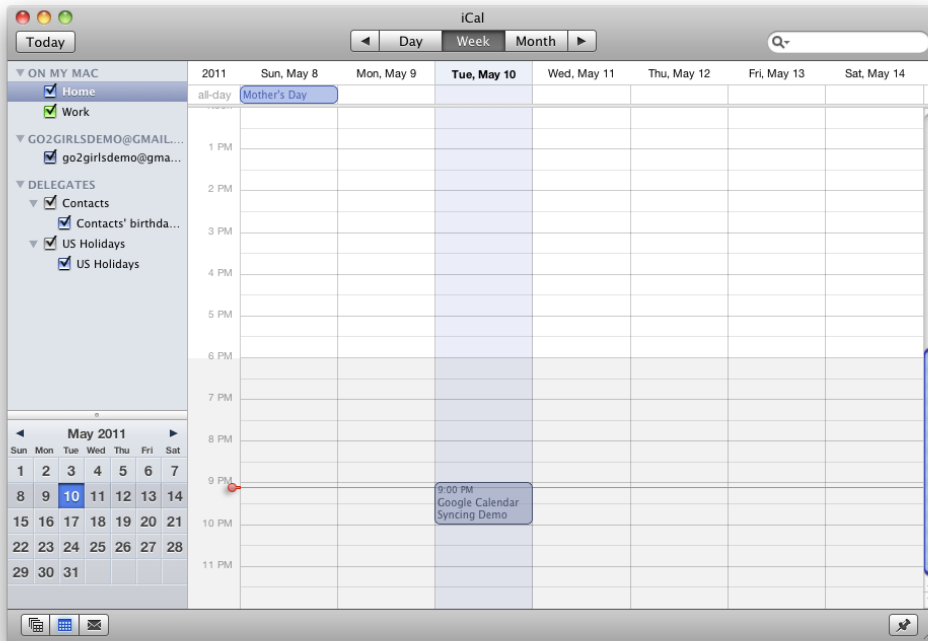 iCal
Today
Day Week Month
ON MY MAC
Home
Work
GO2GIRLSDEMO@GMAIL....
go2girlsdemo@gma...
DELEGATES
Contacts
Contacts' birthda...
US Holidays
US Holidays
2011 Sun, May 8 Mon, May 9 Tue, May 10 Wed, May 11 Thu, May 12 Fri, May 13 Sat, May 14
all-day Mother's Day
1 PM
2 PM
3 PM
4 PM
5 PM
6 PM
7 PM
8 PM
9 PM
10 PM
11 PM
9:00 PM
Google Calendar
Syncing Demo
May 2011
Sun Mon Tue Wed Thu Fri Sat
1 2 3 4 5 6 7
8 9 10 11 12 13 14
15 16 17 18 19 20 21
22 23 24 25 26 27 28
29 30 31